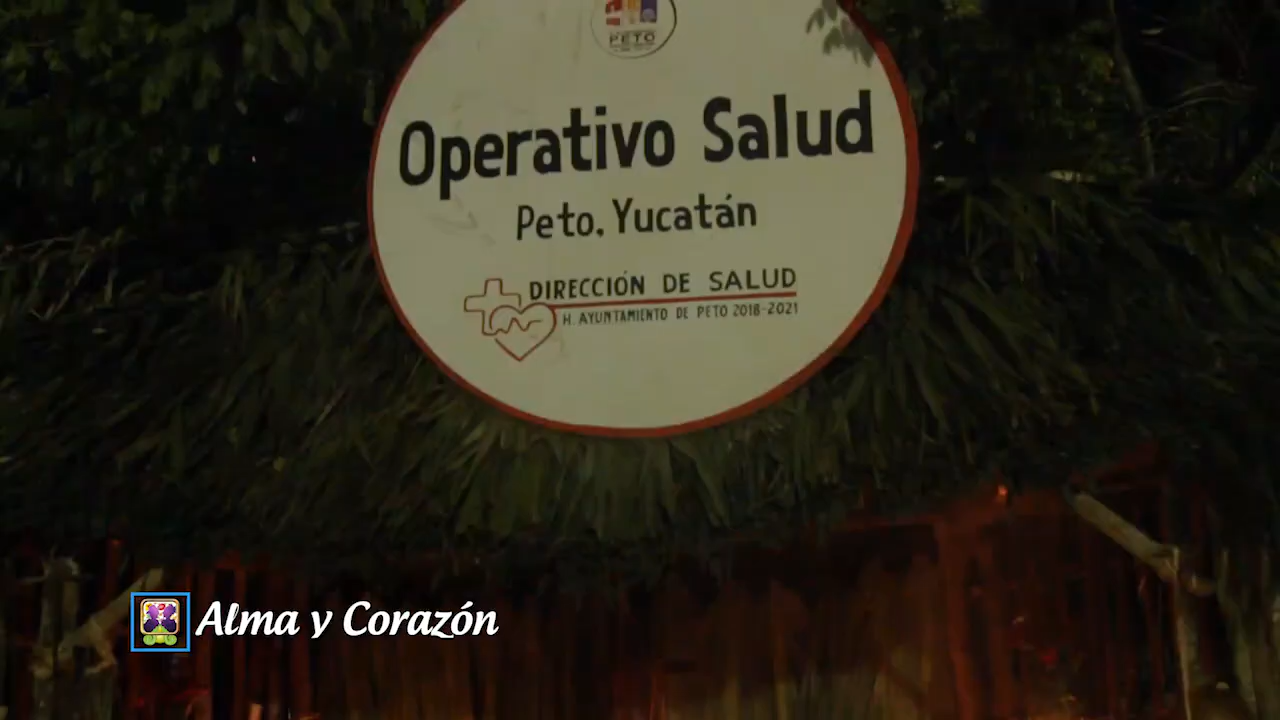 PETO
Operativo Salud
Peto, Yucatán
DIRECCIÓN DE SALUD
H. AYUNTAMIENTO DE PETO 2018-2021
Alma y Corazón